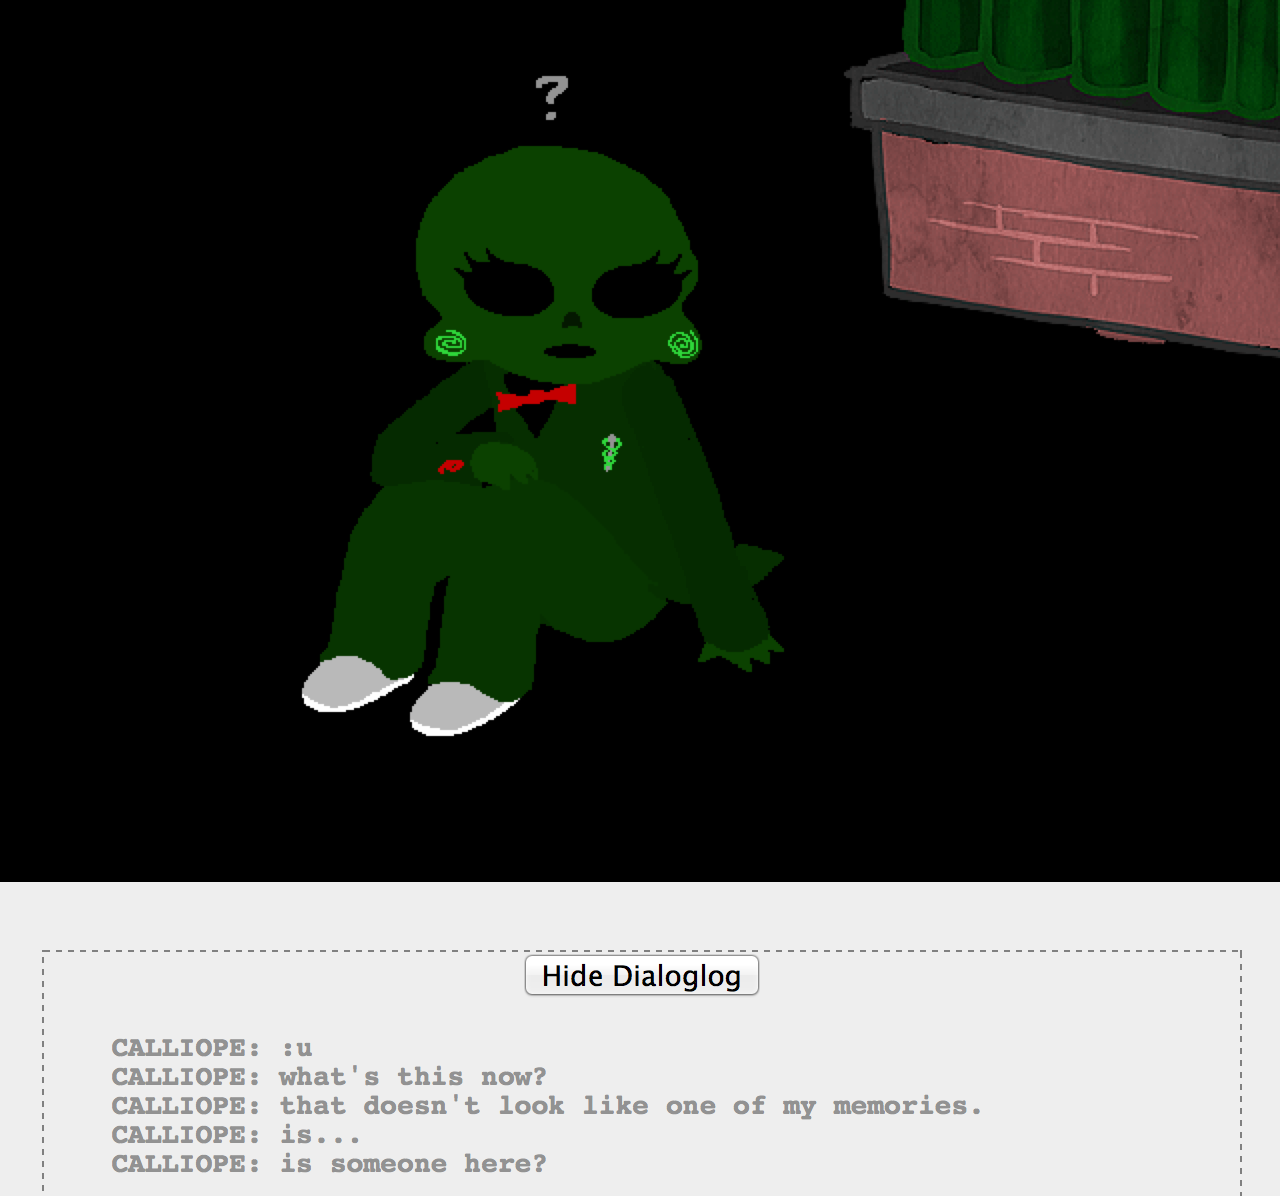 ?
Hide Dialoglog
CALLIOPE: :u
CALLIOPE: what's this now?
CALLIOPE: that doesn't look like one of my memories.
CALLIOPE: is...
CALLIOPE: is someone here?